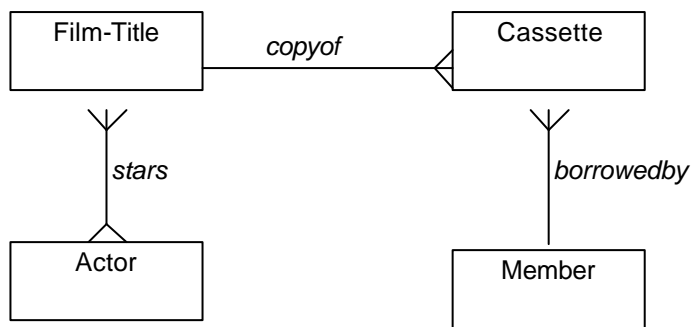 Film-Title
copyof
Cassette
stars
borrowedby
Actor
Member